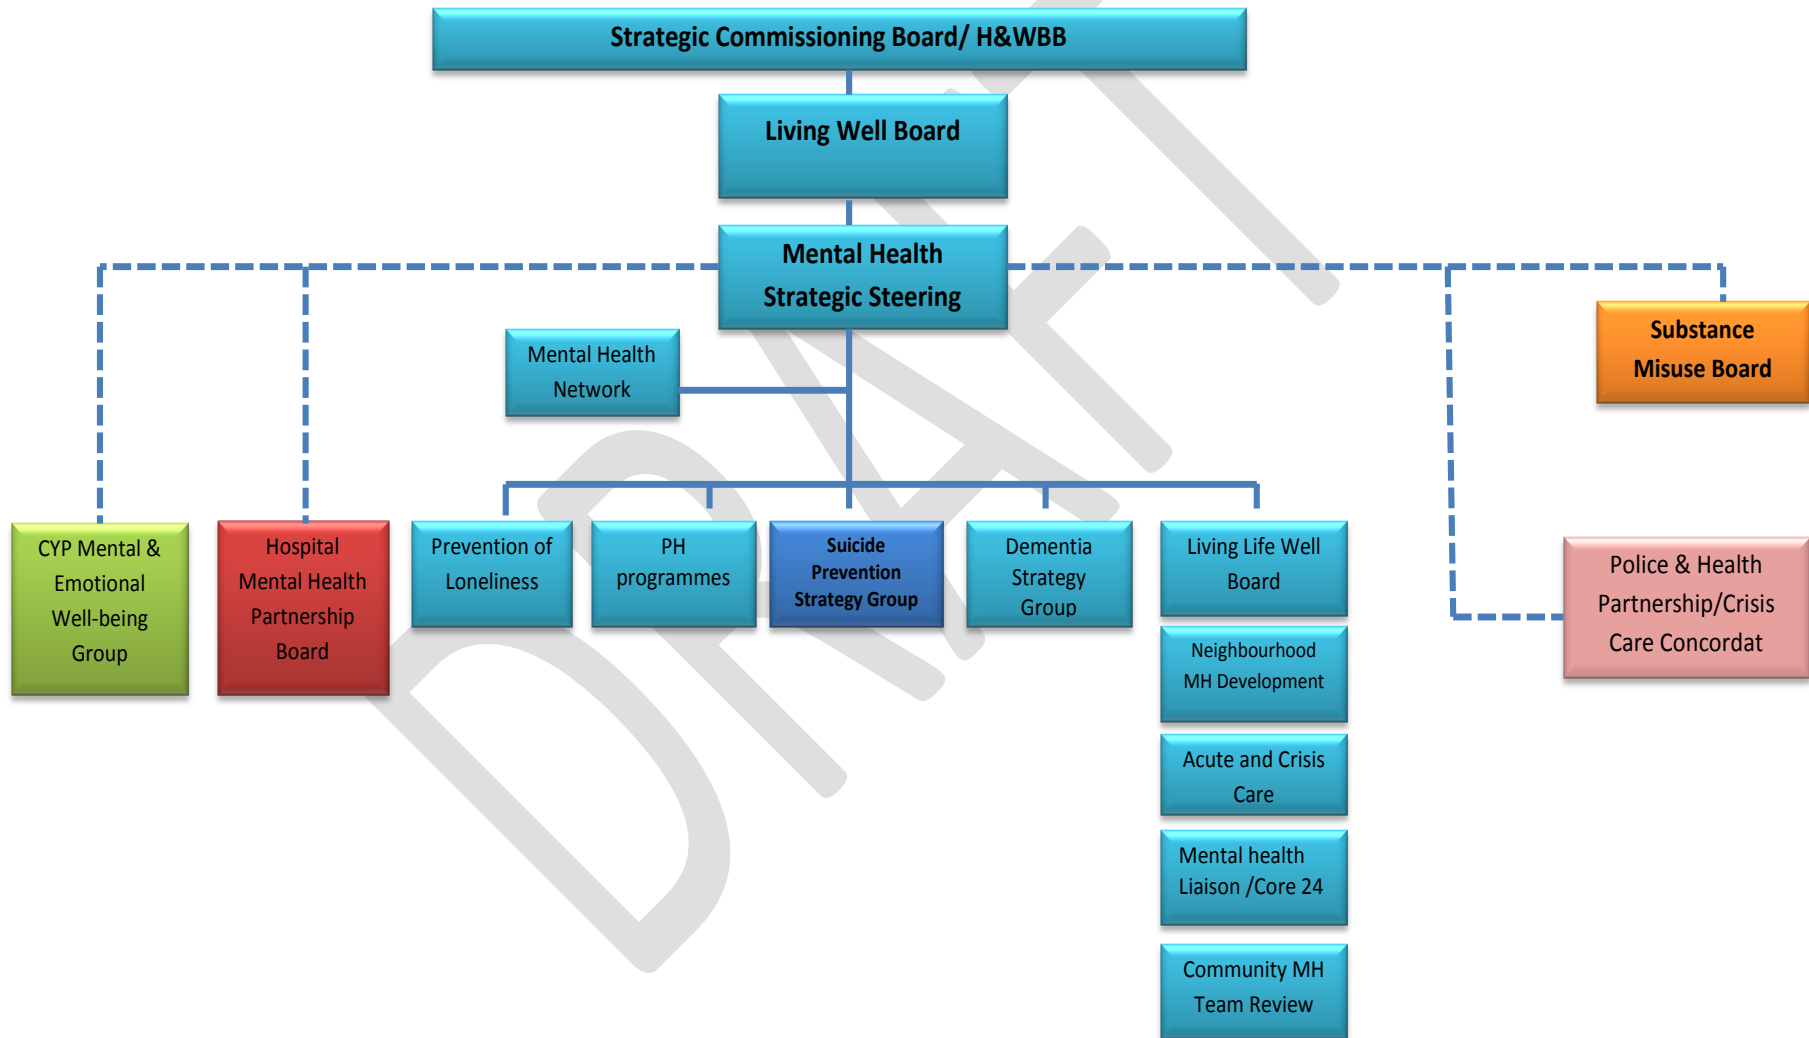 Strategic Commissioning Board/ H&WBB
Living Well Board
Mental Health
Strategic Steering
Mental Health
Network
Substance
Misuse Board
CYP Mental &
Emotional
Well-being
Group
Hospital
Mental Health
Partnership
Board
Prevention of
Loneliness
PH
programmes
Suicide
Prevention
Strategy Group
Dementia
Strategy
Group
Living Life Well
Board
Police & Health
Partnership/Crisis
Care Concordat
Neighbourhood
MH Development
Acute and Crisis
Care
Mental health
Liaison /Core 24
Community MH
Team Review
DRAFT